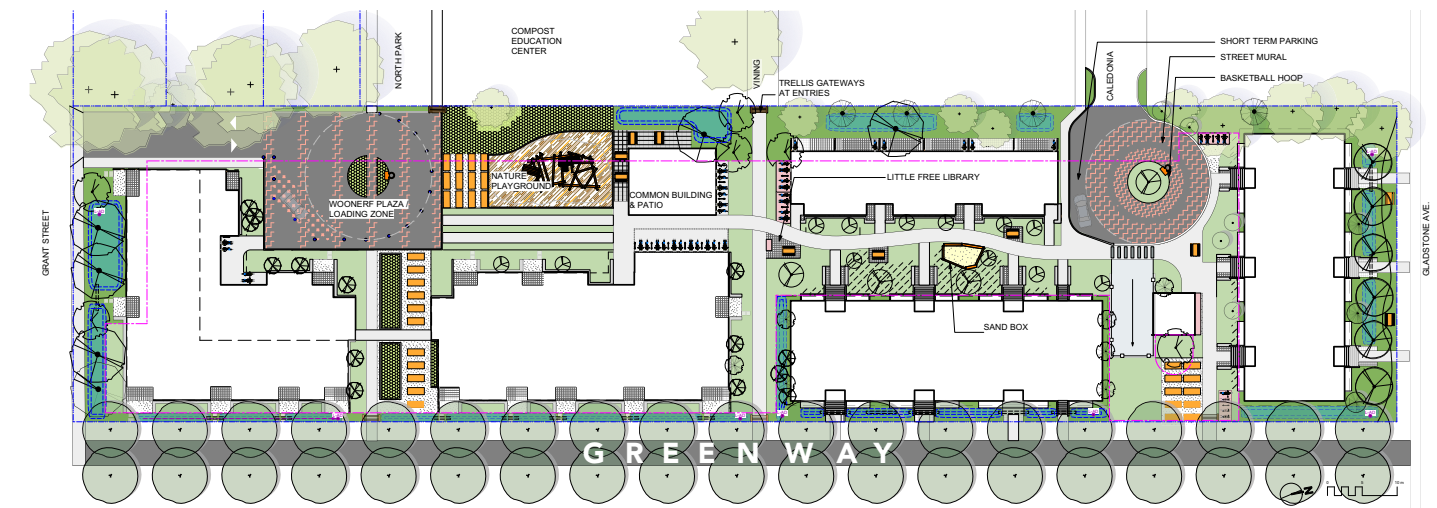 COMPOST
EDUCATION
CENTER
NORTH PARK
VINING
TRELLIS GATEWAYS
AT ENTRIES
CALEDONIA
SHORT TERM PARKING
STREET MURAL
BASKETBALL HOOP
NATURE
PLAYGROUND
COMMON BUILDING
& PATIO
WOONERF PLAZA /
LOADING ZONE
LITTLE FREE LIBRARY
SAND BOX
GRANT STREET
GLADSTONE AVE.
GREENWAY
N